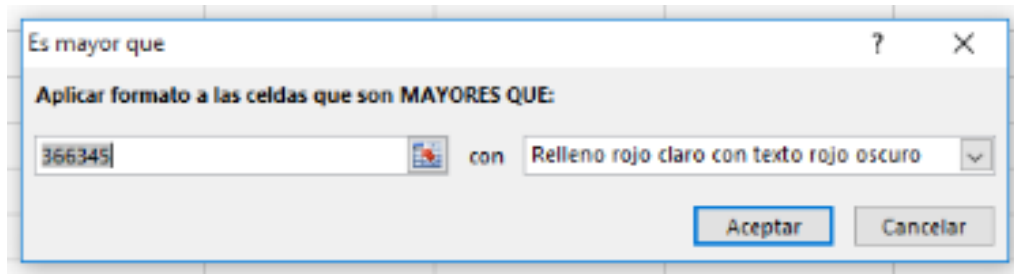 Es mayor que ? X
Aplicar formato a las celdas que son MAYORES QUE:
366345 con Relleno rojo claro con texto rojo oscuro
Aceptar Cancelar